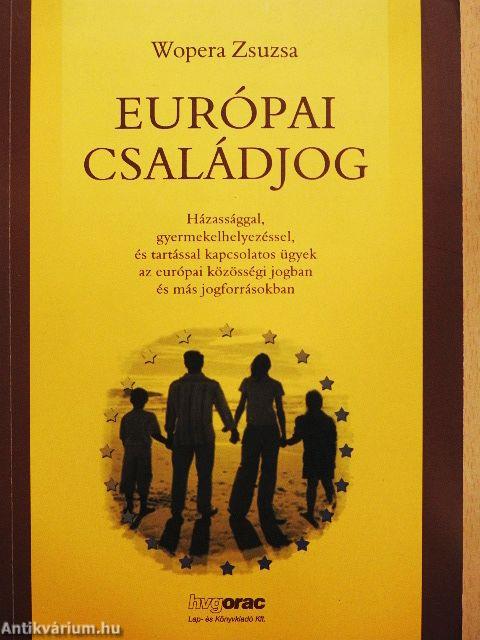 Wopera Zsuzsa
EURÓPAI
CSALÁDJOG
Házassággal,
gyermekelhelyezéssel,
és tartással kapcsolatos ügyek
az európai közösségi jogban
és más jogforrásokban
hvgorac
Lap- és Könyvkiadó Kft.
Antikvárium.hu